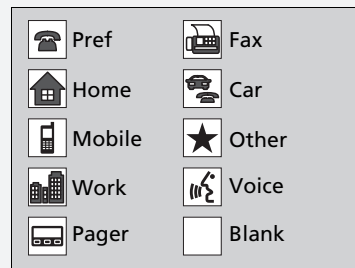 Pref
Fax
Home
Car
Mobile
Other
Work
Voice
Pager
Blank